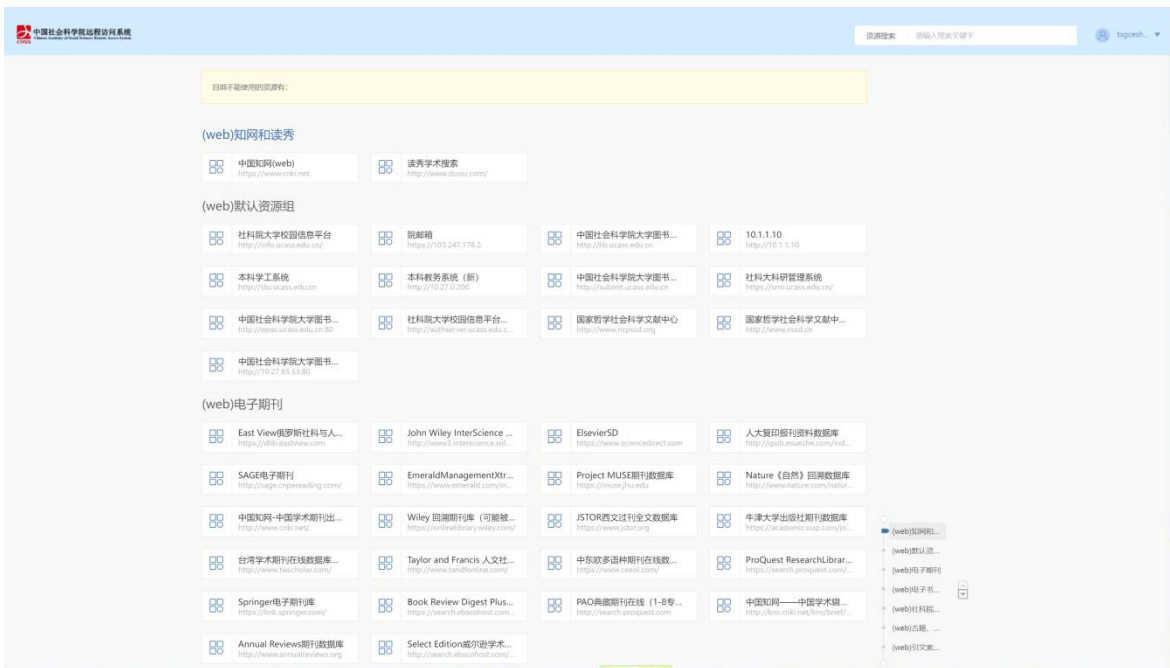 中国社会科学院远程访问系统
Chinese Academy of Social Sciences Remote Access System
CASS
资源搜索 请输入搜索关键字
tsgcesh...
目前不能使用的资源有:
(web)知网和读秀
中国知网(web) 读秀学术搜索
https://www.cnki.net http://www.duxiu.com/
(web)默认资源组
社科院大学校园信息平台 院邮箱 中国社会科学院大学图书... 10.1.1.10
http://info.ucass.edu.cn/ https://103.247.178.2 http://lib.ucass.edu.cn http://10.1.1.10
本科学工系统 本科教务系统（新） 中国社会科学院大学图书... 社科大科研管理系统
http://stu.ucass.edu.cn http://10.27.0.208 http://submit.ucass.edu.cn https://srm.ucass.edu.cn/
中国社会科学院大学图书... 社科院大学校园信息平台... 国家哲学社会科学文献中心 国家哲学社会科学文献中...
http://opac.ucass.edu.cn:80 http://authserver.ucass.edu.c... http://www.ncpssd.org http://www.nssd.cn
中国社会科学院大学图书...
http://10.27.65.53:80
(web)电子期刊
East View俄罗斯社科与人... John Wiley InterScience ... ElsevierSD 人大复印报刊资料数据库
https://dlib.eastview.com http://www3.interscience.wil... https://www.sciencedirect.com http://ipub.exuezhe.com/ind...
SAGE电子期刊 EmeraldManagementXtr... Project MUSE期刊数据库 Nature《自然》回溯数据库
http://sage.cnpereading.com/ https://www.emerald.com/in... https://muse.jhu.edu http://www.nature.com/natur...
中国知网-中国学术期刊出... Wiley 回溯期刊库（可能被... JSTOR西文过刊全文数据库 牛津大学出版社期刊数据库
http://www.cnki.net/ https://onlinelibrary.wiley.com/ https://www.jstor.org https://academic.oup.com/jo...
台湾学术期刊在线数据库... Taylor and Francis 人文社... 中东欧多语种期刊在线数... ProQuest ResearchLibrar...
http://www.twscholar.com/ http://www.tandfonline.com/ https://www.ceeol.com/ https://search.proquest.com/...
Springer电子期刊库 Book Review Digest Plus... PAO典藏期刊在线（1-8专... 中国知网——中国学术辑...
https://link.springer.com/ https://search.ebscohost.com... http://search.proquest.com http://kns.cnki.net/kns/brief/...
Annual Reviews期刊数据库 Select Edition威尔逊学术...
http://www.annualreviews.org http://search.ebscohost.com/...
(web)知网和...
(web)默认资...
(web)电子期刊
(web)电子书...
(web)社科院...
(web)古籍、...
(web)引文索...